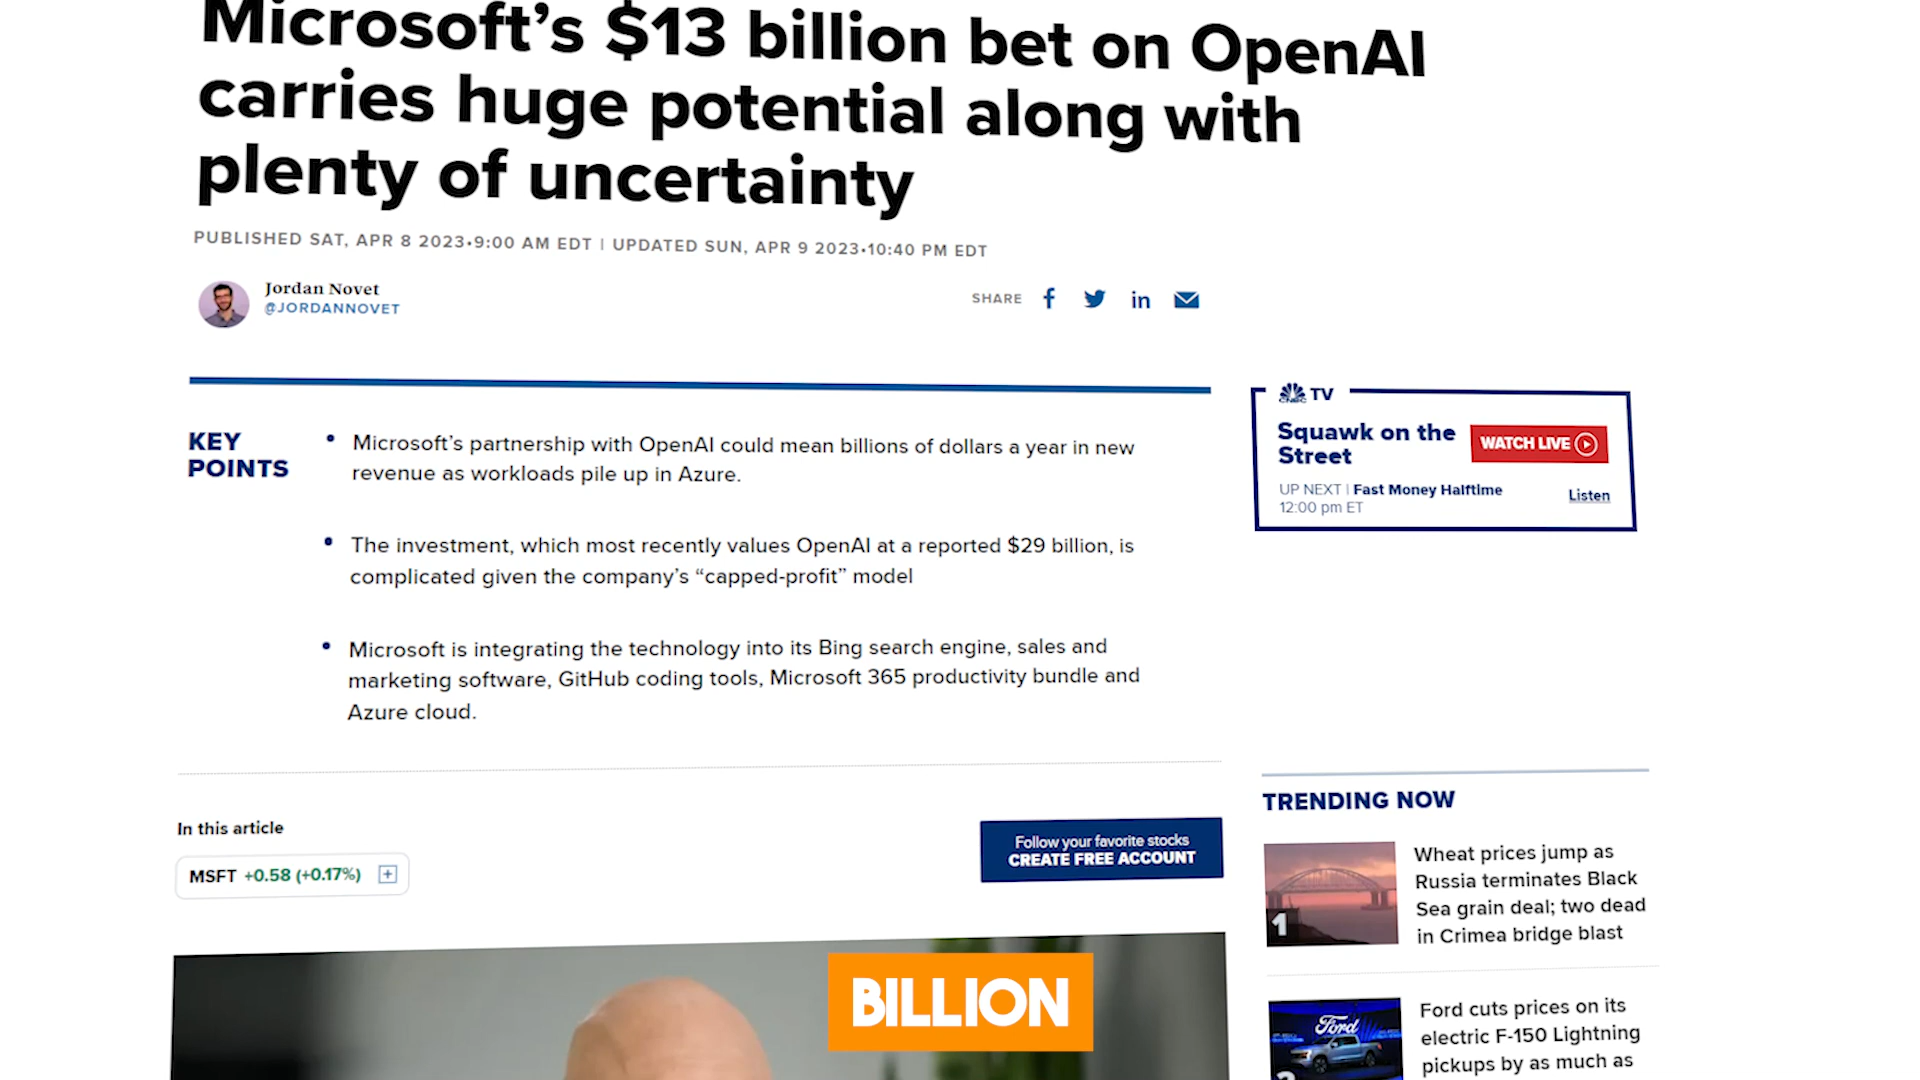 Microsoft’s $13 billion bet on OpenAI
carries huge potential along with
plenty of uncertainty
PUBLISHED SAT, APR 8 2023•9:00 AM EDT | UPDATED SUN, APR 9 2023•10:40 PM EDT
Jordan Novet
@JORDANNOVET
SHARE
KEY
POINTS
• Microsoft’s partnership with OpenAI could mean billions of dollars a year in new
revenue as workloads pile up in Azure.
• The investment, which most recently values OpenAI at a reported $29 billion, is
complicated given the company’s “capped-profit” model
• Microsoft is integrating the technology into its Bing search engine, sales and
marketing software, GitHub coding tools, Microsoft 365 productivity bundle and
Azure cloud.
In this article
MSFT +0.58 (+0.17%)
Follow your favorite stocks
CREATE FREE ACCOUNT
CNBC TV
Squawk on the
Street
WATCH LIVE
UP NEXT | Fast Money Halftime
12:00 pm ET
Listen
TRENDING NOW
1
Wheat prices jump as
Russia terminates Black
Sea grain deal; two dead
in Crimea bridge blast
Ford
2
Ford cuts prices on its
electric F-150 Lightning
pickups by as much as
BILLION